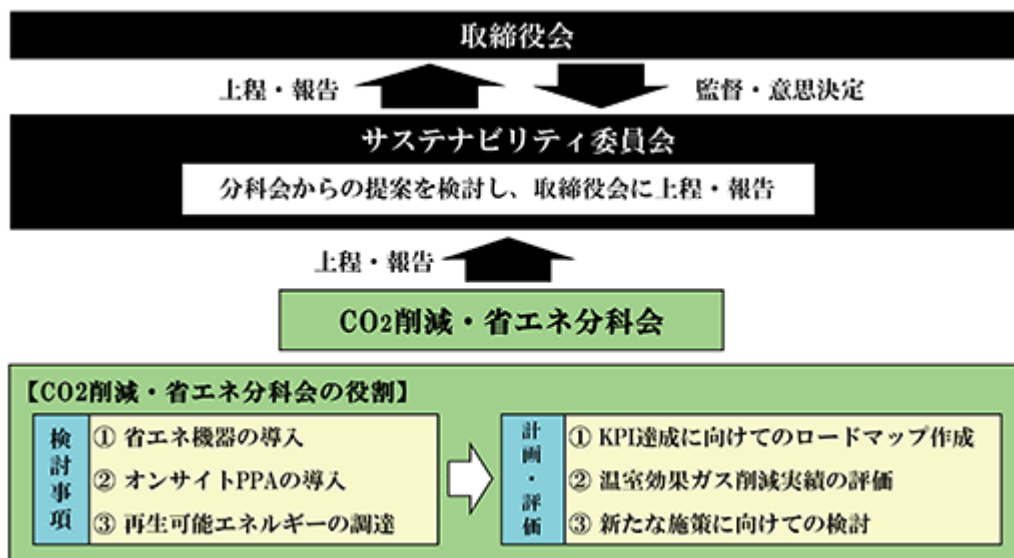 取締役会
上程・報告
監督・意思決定
サステナビリティ委員会
分科会からの提案を検討し、取締役会に上程・報告
上程・報告
CO2削減・省エネ分科会
【CO2削減・省エネ分科会の役割】
検討事項
① 省エネ機器の導入
② オンサイトPPAの導入
③ 再生可能エネルギーの調達
計画・評価
① KPI達成に向けてのロードマップ作成
② 温室効果ガス削減実績の評価
③ 新たな施策に向けての検討